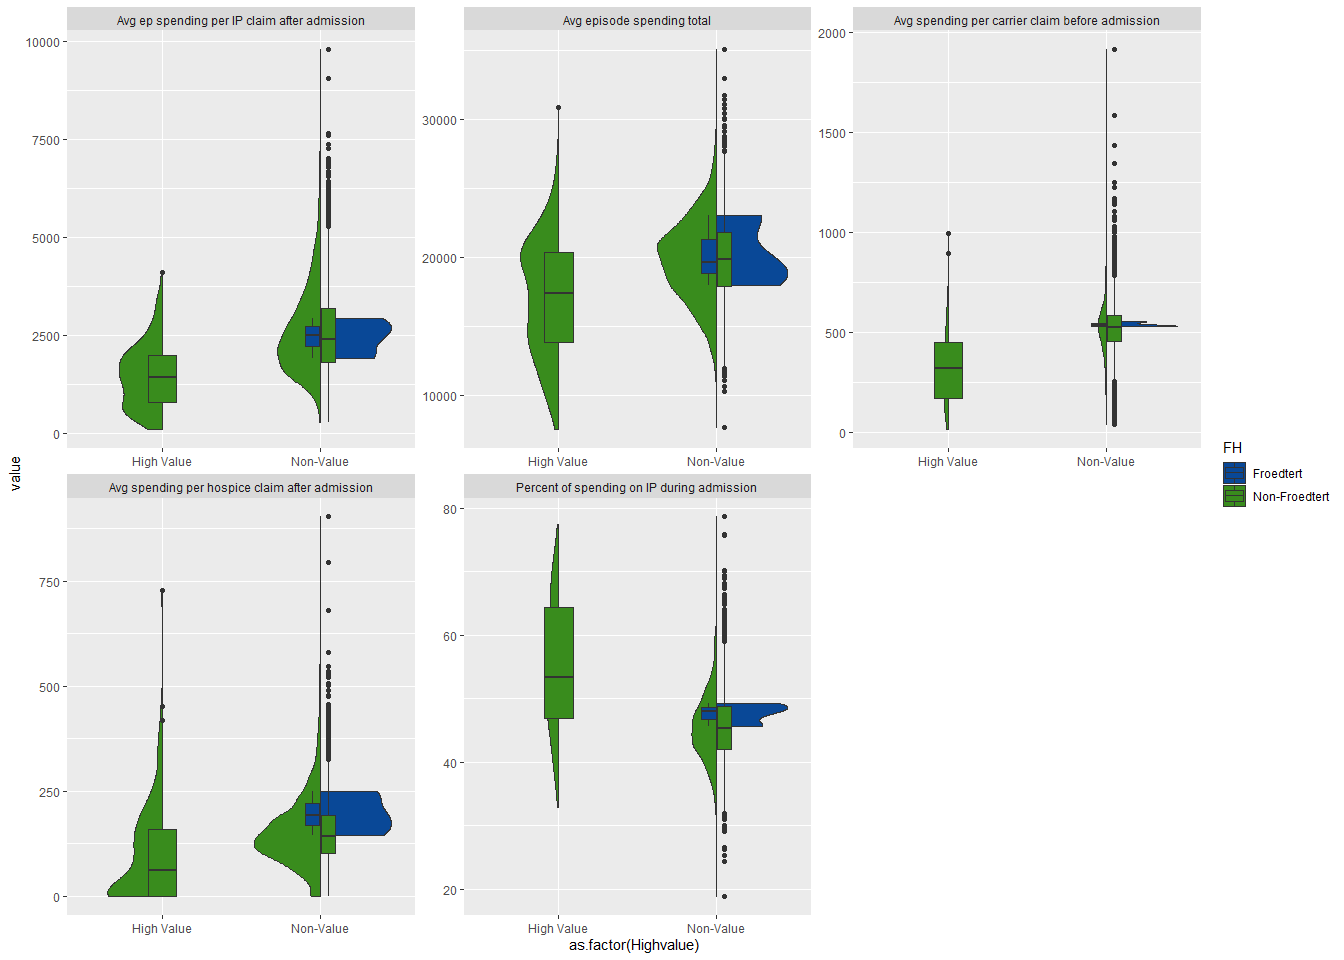 Avg ep spending per IP claim after admission
Avg episode spending total
Avg spending per carrier claim before admission
10000
7500
5000
2500
0
30000
20000
10000
2000
1500
1000
500
0
High Value
Non-Value
High Value
Non-Value
High Value
Non-Value
value
Avg spending per hospice claim after admission
Percent of spending on IP during admission
750
500
250
0
80
60
40
20
High Value
Non-Value
High Value
Non-Value
as.factor(Highvalue)
FH
Froedtert
Non-Froedtert